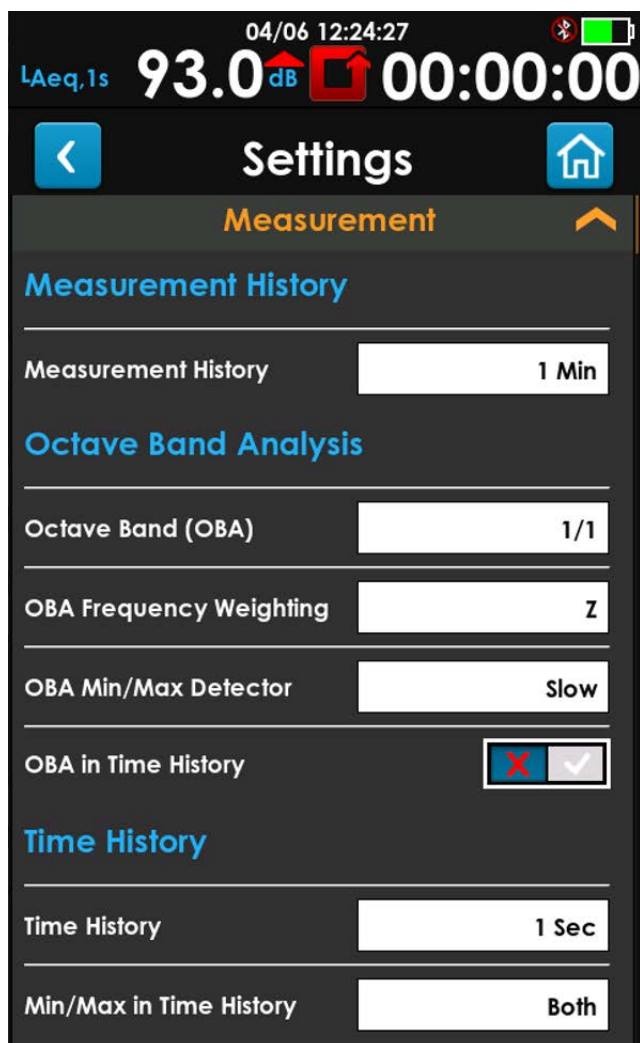 04/06 12:24:27
LAeq,1s 93.0 dB 00:00:00
Settings
Measurement
Measurement History
Measurement History 1 Min
Octave Band Analysis
Octave Band (OBA) 1/1
OBA Frequency Weighting Z
OBA Min/Max Detector Slow
OBA in Time History
Time History
Time History 1 Sec
Min/Max in Time History Both